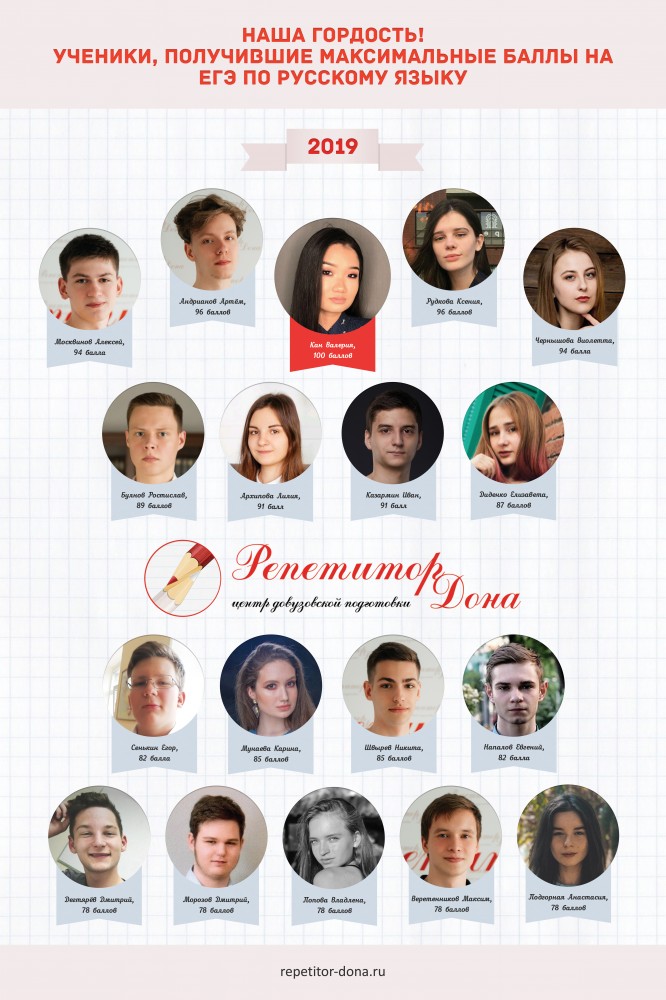 НАША ГОРДОСТЬ!
УЧЕНИКИ, ПОЛУЧИВШИЕ МАКСИМАЛЬНЫЕ БАЛЛЫ НА
ЕГЭ ПО РУССКОМУ ЯЗЫКУ
2019
Москвинов Алексей,
94 балла
Андрианов Артём,
96 баллов
Кан Валерия,
100 баллов
Рудкова Ксения,
96 баллов
Чернышова Виолетта,
94 балла
Буянов Ростислав,
89 баллов
Архипова Лилия,
91 балл
Казармин Иван,
91 балл
Диденко Елизавета,
87 баллов
Репетитор
Дона
центр довузовской подготовки
Сенькин Егор,
82 балла
Мунаева Карина,
85 баллов
Швырев Никита,
85 баллов
Напалов Евгений,
82 балла
Дегтярёв Дмитрий,
78 баллов
Морозов Дмитрий,
78 баллов
Попова Владлена,
78 баллов
Веретенников Максим,
78 баллов
Подгорная Анастасия,
78 баллов
repetitor-dona.ru